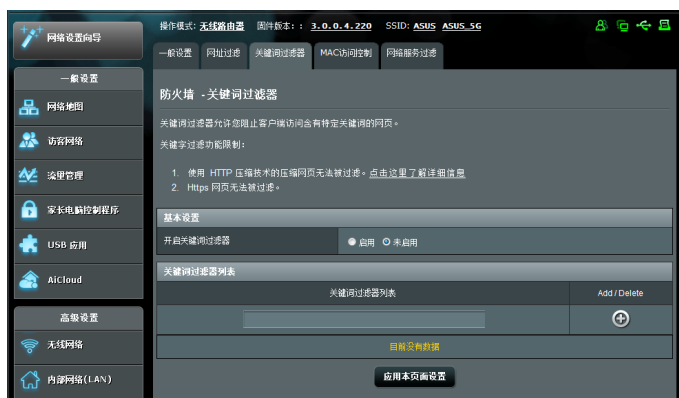 操作模式: 无线路由器 固件版本: : 3.0.0.4.220 SSID: ASUS ASUS_5G
网络设置向导
一般设置 网址过滤 关键词过滤器 MAC访问控制 网络服务过滤
一般设置
网络地图
访客网络
流量管理
家长电脑控制程序
USB 应用
AiCloud
高级设置
无线网络
内部网络(LAN)
防火墙 -关键词过滤器
关键词过滤器允许您阻止客户端访问含有特定关键词的网页。
关键字过滤功能限制:
1. 使用 HTTP 压缩技术的压缩网页无法被过滤。点击这里了解详细信息
2. Https 网页无法被过滤。
基本设置
开启关键词过滤器 启用 未启用
关键词过滤器列表
关键词过滤器列表 Add / Delete
目前没有数据
应用本页面设置